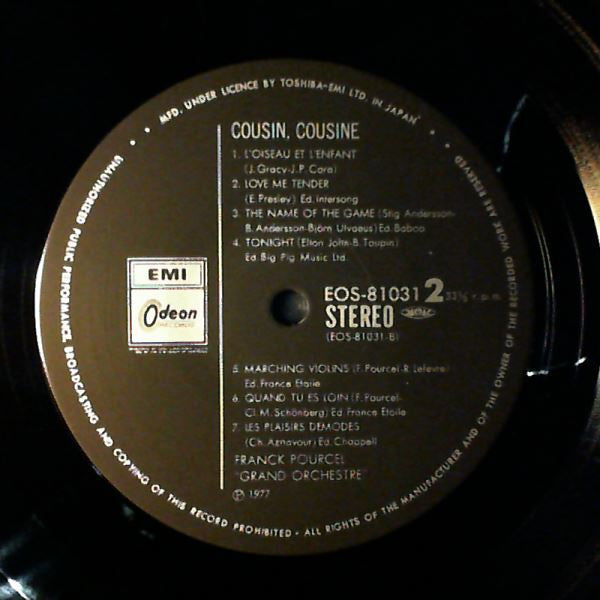 MFD. UNDER LICENCE BY TOSHIBA-EMI LTD. IN JAPAN
COUSIN, COUSINE
1. L'OISEAU ET L'ENFANT
(J.Gracy-J.P.Cara)
2. LOVE ME TENDER
(E.Presley) Ed.Intersong
3. THE NAME OF THE GAME (Stig Andersson-
B.Andersson-Björn Ulvaeus) Ed.Baboo
4. TONIGHT (Elton John-B.Taupin)
Ed.Big Pig Music Ltd.
EMI
Odeon
RECORDS
EOS-81031 2 33⅓ r.p.m.
STEREO
(EOS-81031-B)
5. MARCHING VIOLINS (F.Pourcel-R.Lefevre)
Ed.France Etoile
6. QUAND TU ES LOIN (F.Pourcel-
Cl.M.Schönberg) Ed.France Etoile
7. LES PLAISIRS DEMODES
(Ch.Aznavour) Ed.Chappell
FRANCK POURCEL
"GRAND ORCHESTRE"
Ⓟ 1977
UNAUTHORIZED PUBLIC PERFORMANCE, BROADCASTING AND COPYING OF THIS RECORD PROHIBITED • ALL RIGHTS OF THE MANUFACTURER AND OF THE OWNER OF THE RECORDED WORK ARE RESERVED